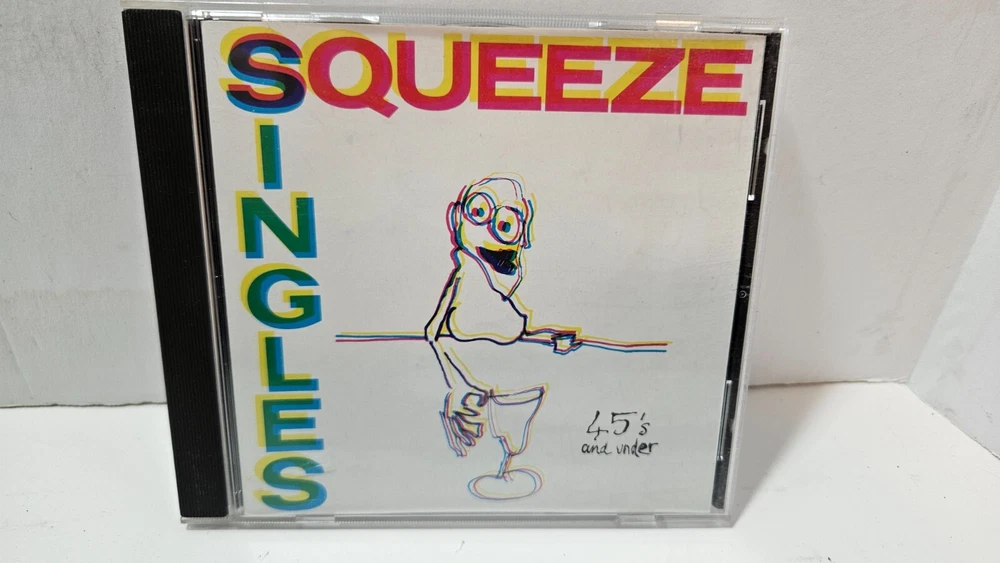 SQUEEZE
SINGLES
45's
and under